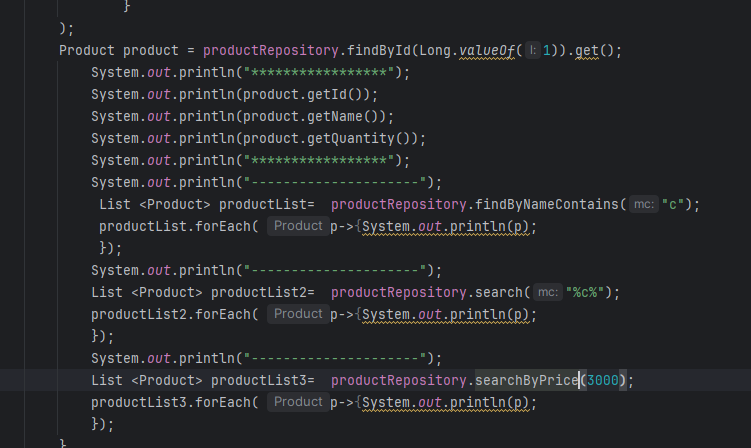 }
);
Product product = productRepository.findById(Long.valueOf( l: 1)).get();
System.out.println("*****************");
System.out.println(product.getId());
System.out.println(product.getName());
System.out.println(product.getQuantity());
System.out.println("*****************");
System.out.println("---------------------");
List <Product> productList=  productRepository.findByNameContains( mc: "c");
productList.forEach( Product p->{System.out.println(p);
});
System.out.println("---------------------");
List <Product> productList2=  productRepository.search( mc: "%c%");
productList2.forEach( Product p->{System.out.println(p);
});
System.out.println("---------------------");
List <Product> productList3=  productRepository.searchByPrice(3000);
productList3.forEach( Product p->{System.out.println(p);
});
}